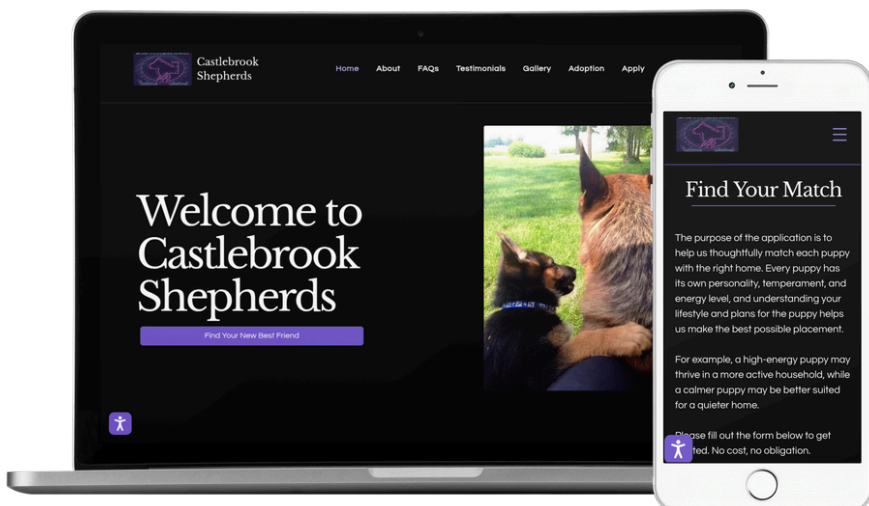 Castlebrook
Shepherds
Home About FAQs Testimonials Gallery Adoption Apply
Welcome to
Castlebrook
Shepherds
Find Your New Best Friend
Find Your Match
The purpose of the application is to
help us thoughtfully match each puppy
with the right home. Every puppy has
its own personality, temperament, and
energy level, and understanding your
lifestyle and plans for the puppy helps
us make the best possible placement.
For example, a high-energy puppy may
thrive in a more active household, while
a calmer puppy may be better suited
for a quieter home.
Please fill out the form below to get
ted. No cost, no obligation.